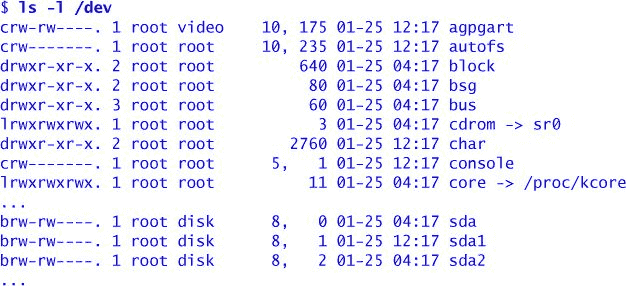 $ ls -l /dev
crw-rw----. 1 root video    10, 175 01-25 12:17 agpgart
crw-------. 1 root root     10, 235 01-25 12:17 autofs
drwxr-xr-x. 2 root root         640 01-25 04:17 block
drwxr-xr-x. 2 root root          80 01-25 04:17 bsg
drwxr-xr-x. 3 root root          60 01-25 04:17 bus
lrwxrwxrwx. 1 root root           3 01-25 04:17 cdrom -> sr0
drwxr-xr-x. 2 root root        2760 01-25 12:17 char
crw-------. 1 root root      5,   1 01-25 12:17 console
lrwxrwxrwx. 1 root root          11 01-25 04:17 core -> /proc/kcore
...
brw-rw----. 1 root disk      8,   0 01-25 04:17 sda
brw-rw----. 1 root disk      8,   1 01-25 12:17 sda1
brw-rw----. 1 root disk      8,   2 01-25 04:17 sda2
...